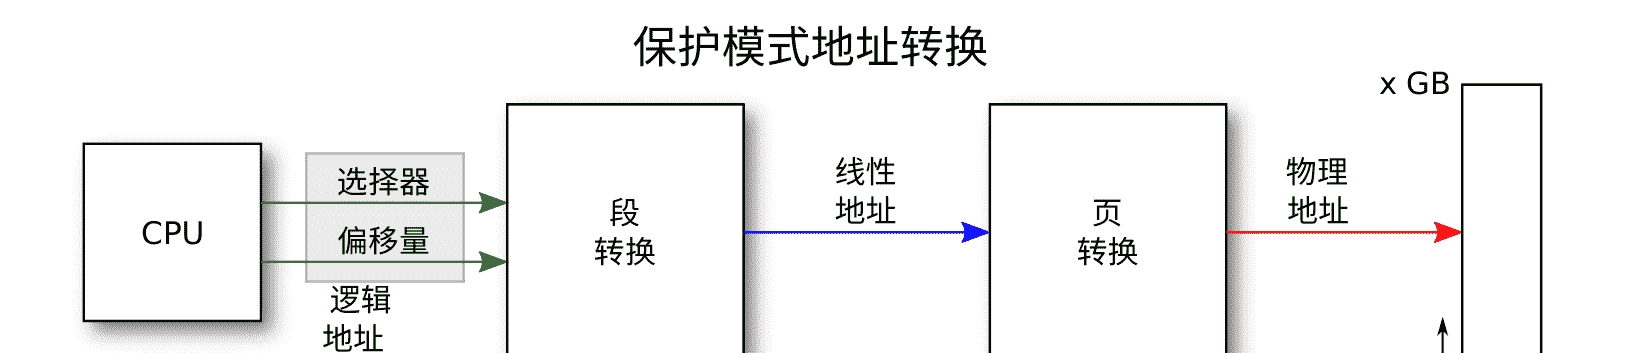 保护模式地址转换
x GB
CPU
选择器
偏移量
逻辑
地址
段
转换
线性
地址
页
转换
物理
地址